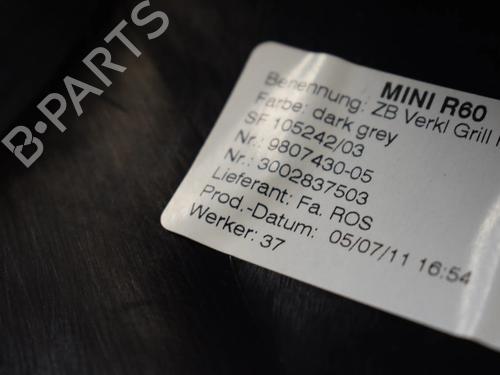 B-PARTS
MINI R60
Benennung: ZB Verkl Grill
Farbe: dark grey
SF 105242/03
Nr.: 9807430-05
Nr.: 3002837503
Lieferant: Fa. ROS
Prod.-Datum: 05/07/11 16:54
Werker: 37